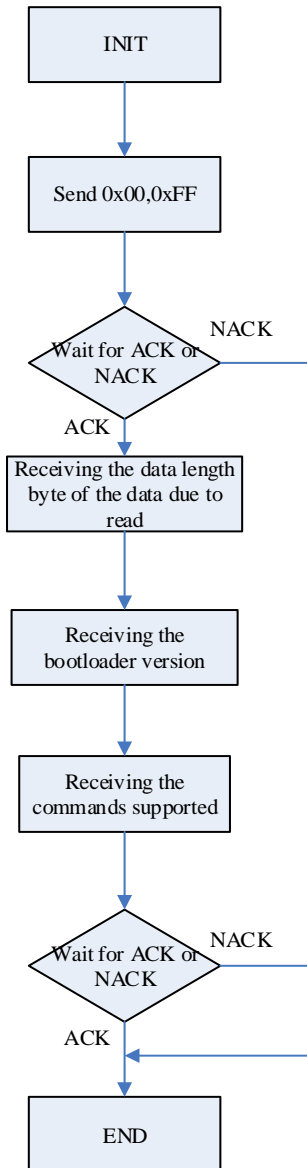 INIT
Send 0x00,0xFF
Wait for ACK or
NACK
NACK
ACK
Receiving the data length
byte of the data due to
read
Receiving the
bootloader version
Receiving the
commands supported
Wait for ACK or
NACK
NACK
ACK
END